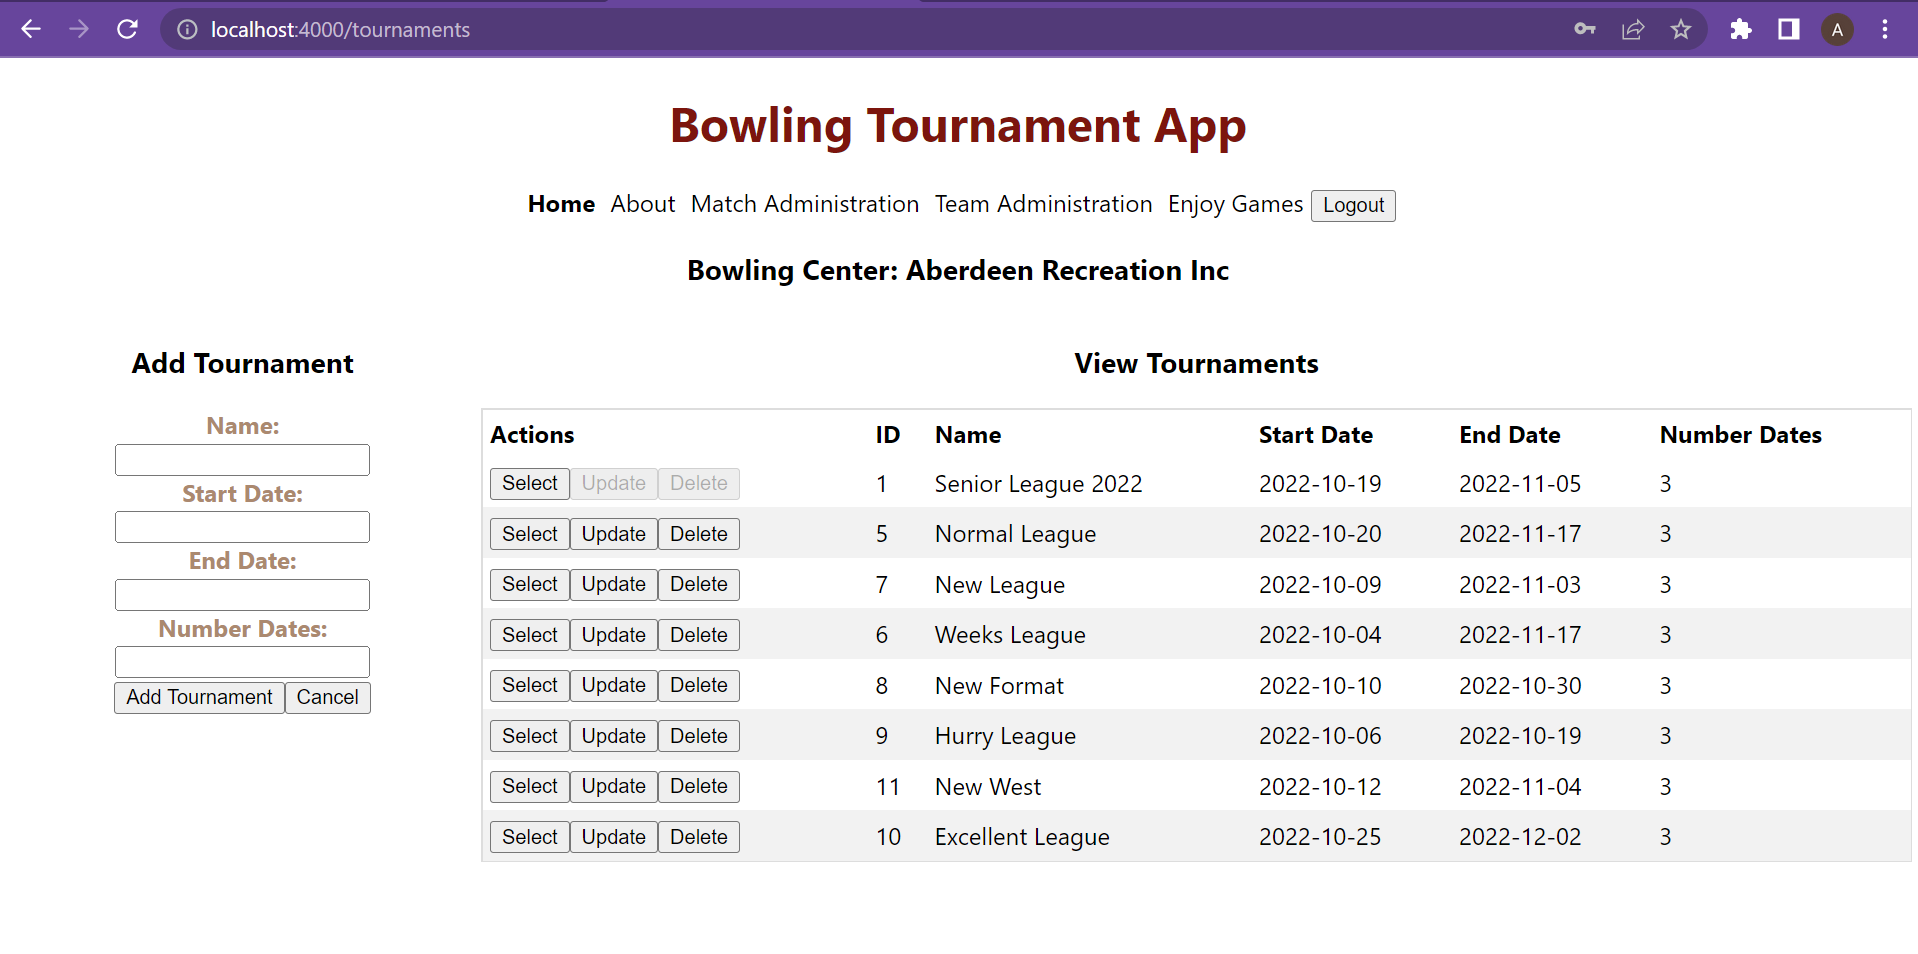 localhost:4000/tournaments
A
Bowling Tournament App
Home About Match Administration Team Administration Enjoy Games Logout
Bowling Center: Aberdeen Recreation Inc
Add Tournament
Name:
Start Date:
End Date:
Number Dates:
Add Tournament Cancel
View Tournaments
Actions ID Name Start Date End Date Number Dates
Select Update Delete 1 Senior League 2022 2022-10-19 2022-11-05 3
Select Update Delete 5 Normal League 2022-10-20 2022-11-17 3
Select Update Delete 7 New League 2022-10-09 2022-11-03 3
Select Update Delete 6 Weeks League 2022-10-04 2022-11-17 3
Select Update Delete 8 New Format 2022-10-10 2022-10-30 3
Select Update Delete 9 Hurry League 2022-10-06 2022-10-19 3
Select Update Delete 11 New West 2022-10-12 2022-11-04 3
Select Update Delete 10 Excellent League 2022-10-25 2022-12-02 3